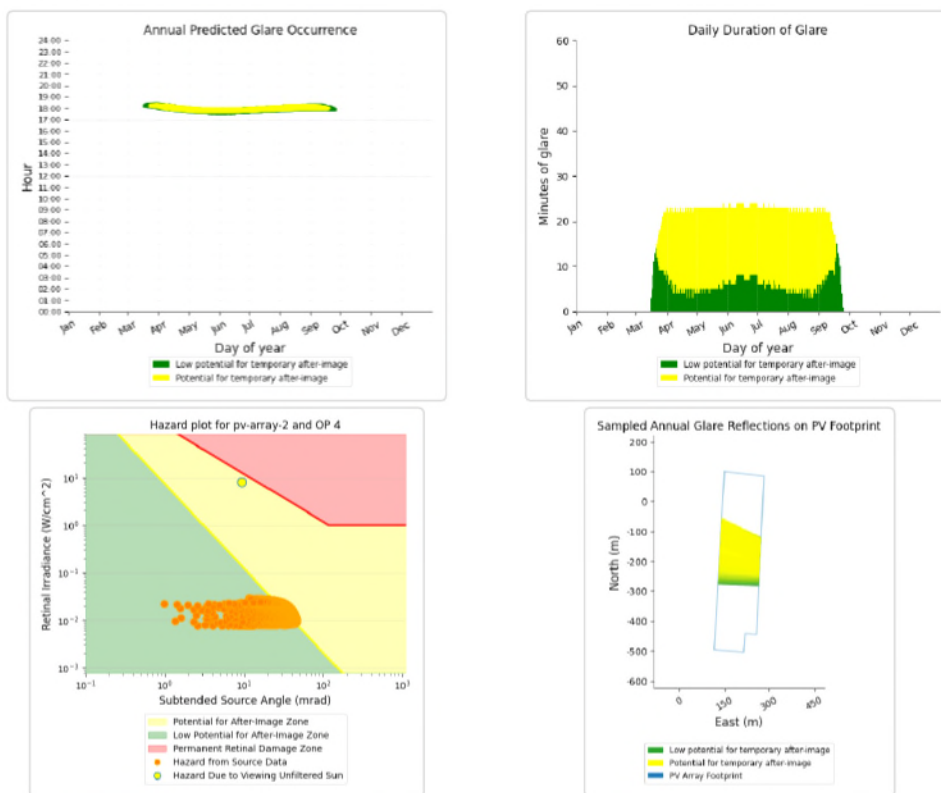 Annual Predicted Glare Occurrence
24:00
23:00
22:00
21:00
20:00
19:00
18:00
17:00
16:00
15:00
14:00
13:00
12:00
11:00
10:00
09:00
08:00
07:00
06:00
05:00
04:00
03:00
02:00
01:00
00:00
Hour
Jan Feb Mar Apr May Jun Jul Aug Sep Oct Nov Dec
Day of year
Low potential for temporary after-image
Potential for temporary after-image
Daily Duration of Glare
60
50
40
30
20
10
0
Minutes of glare
Jan Feb Mar Apr May Jun Jul Aug Sep Oct Nov Dec
Day of year
Low potential for temporary after-image
Potential for temporary after-image
Hazard plot for pv-array-2 and OP 4
10^1
10^0
10^-1
10^-2
10^-3
Retinal Irradiance (W/cm^2)
10^-1 10^0 10^1 10^2 10^3
Subtended Source Angle (mrad)
Potential for After-Image Zone
Low Potential for After-Image Zone
Permanent Retinal Damage Zone
Hazard from Source Data
Hazard Due to Viewing Unfiltered Sun
Sampled Annual Glare Reflections on PV Footprint
200
100
0
-100
-200
-300
-400
-500
-600
North (m)
0 150 300 450
East (m)
Low potential for temporary after-image
Potential for temporary after-image
PV Array Footprint